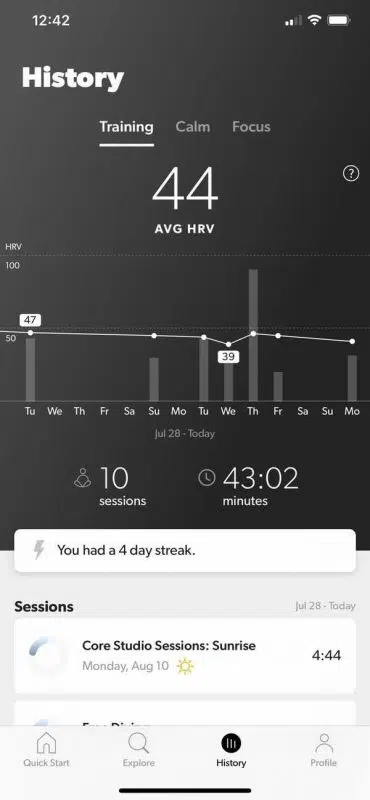 12:42
History
Training Calm Focus
44
?
AVG HRV
HRV
100
47
50
39
Tu We Th Fr Sa Su Mo Tu We Th Fr Sa Su Mo
Jul 28 - Today
10 sessions
43:02 minutes
You had a 4 day streak.
Sessions Jul 28 - Today
Core Studio Sessions: Sunrise
Monday, Aug 10
4:44
Quick Start Explore History Profile